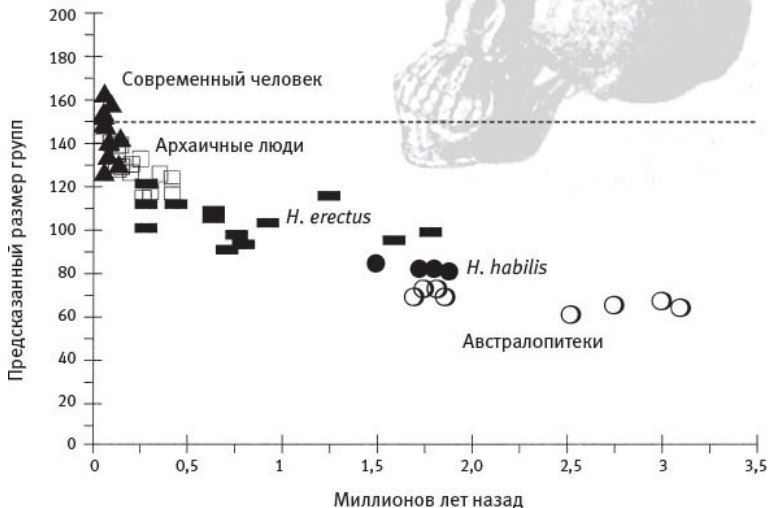 Предсказанный размер групп
200
180
160
140
120
100
80
60
40
20
0
Современный человек
Архаичные люди
H. erectus
H. habilis
Австралопитеки
0
0,5
1
1,5
2,0
2,5
3
3,5
Миллионов лет назад